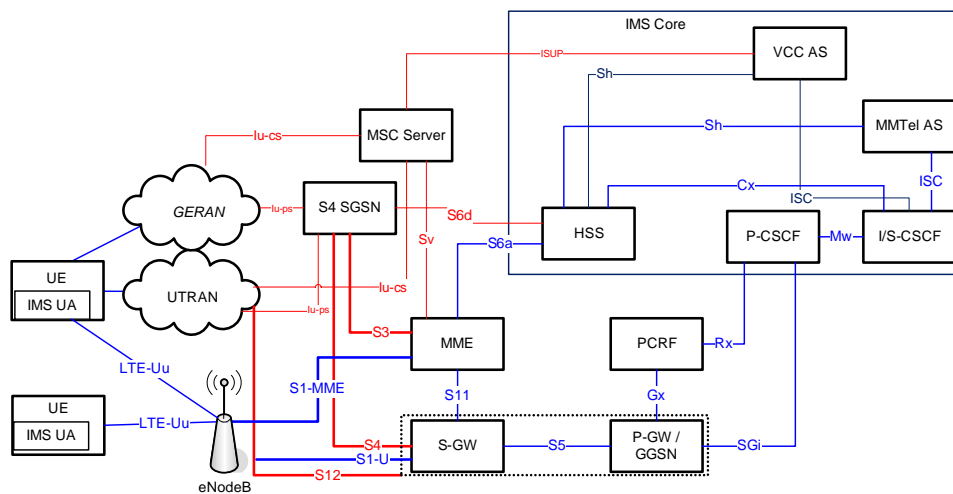 IMS Core
VCC AS
ISUP
Sh
MSC Server
Iu-cs
Sh
MMTel AS
ISC
Cx
GERAN
Iu-ps
S4 SGSN
S6d
ISC
Sv
S6a
HSS
P-CSCF
Mw
I/S-CSCF
UE
IMS UA
UTRAN
Iu-cs
Iu-ps
S3
MME
PCRF
Rx
LTE-Uu
S1-MME
S11
Gx
UE
IMS UA
LTE-Uu
S4
S-GW
S5
P-GW /
GGSN
SGi
S1-U
S12
eNodeB